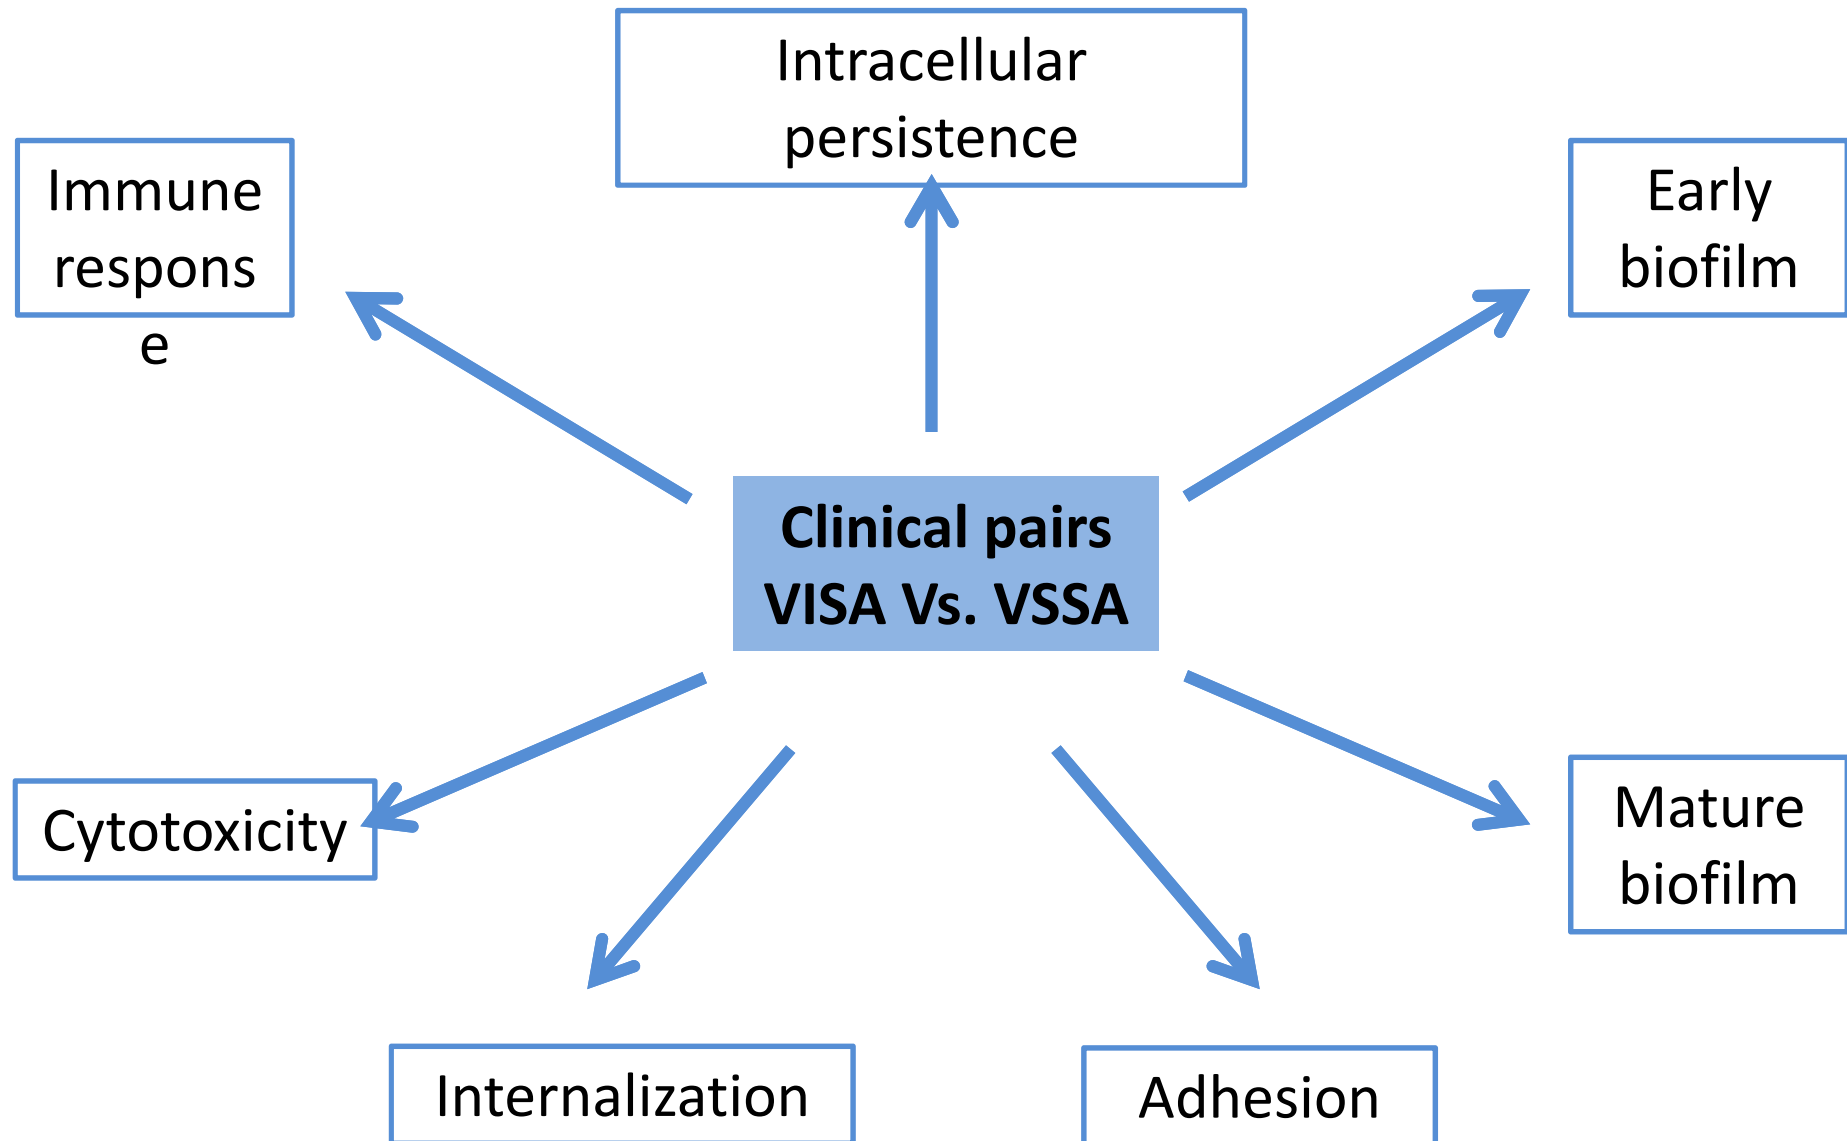 Intracellular
persistence
Immune
respons
e
Early
biofilm
Clinical pairs
VISA Vs. VSSA
Cytotoxicity
Mature
biofilm
Internalization
Adhesion